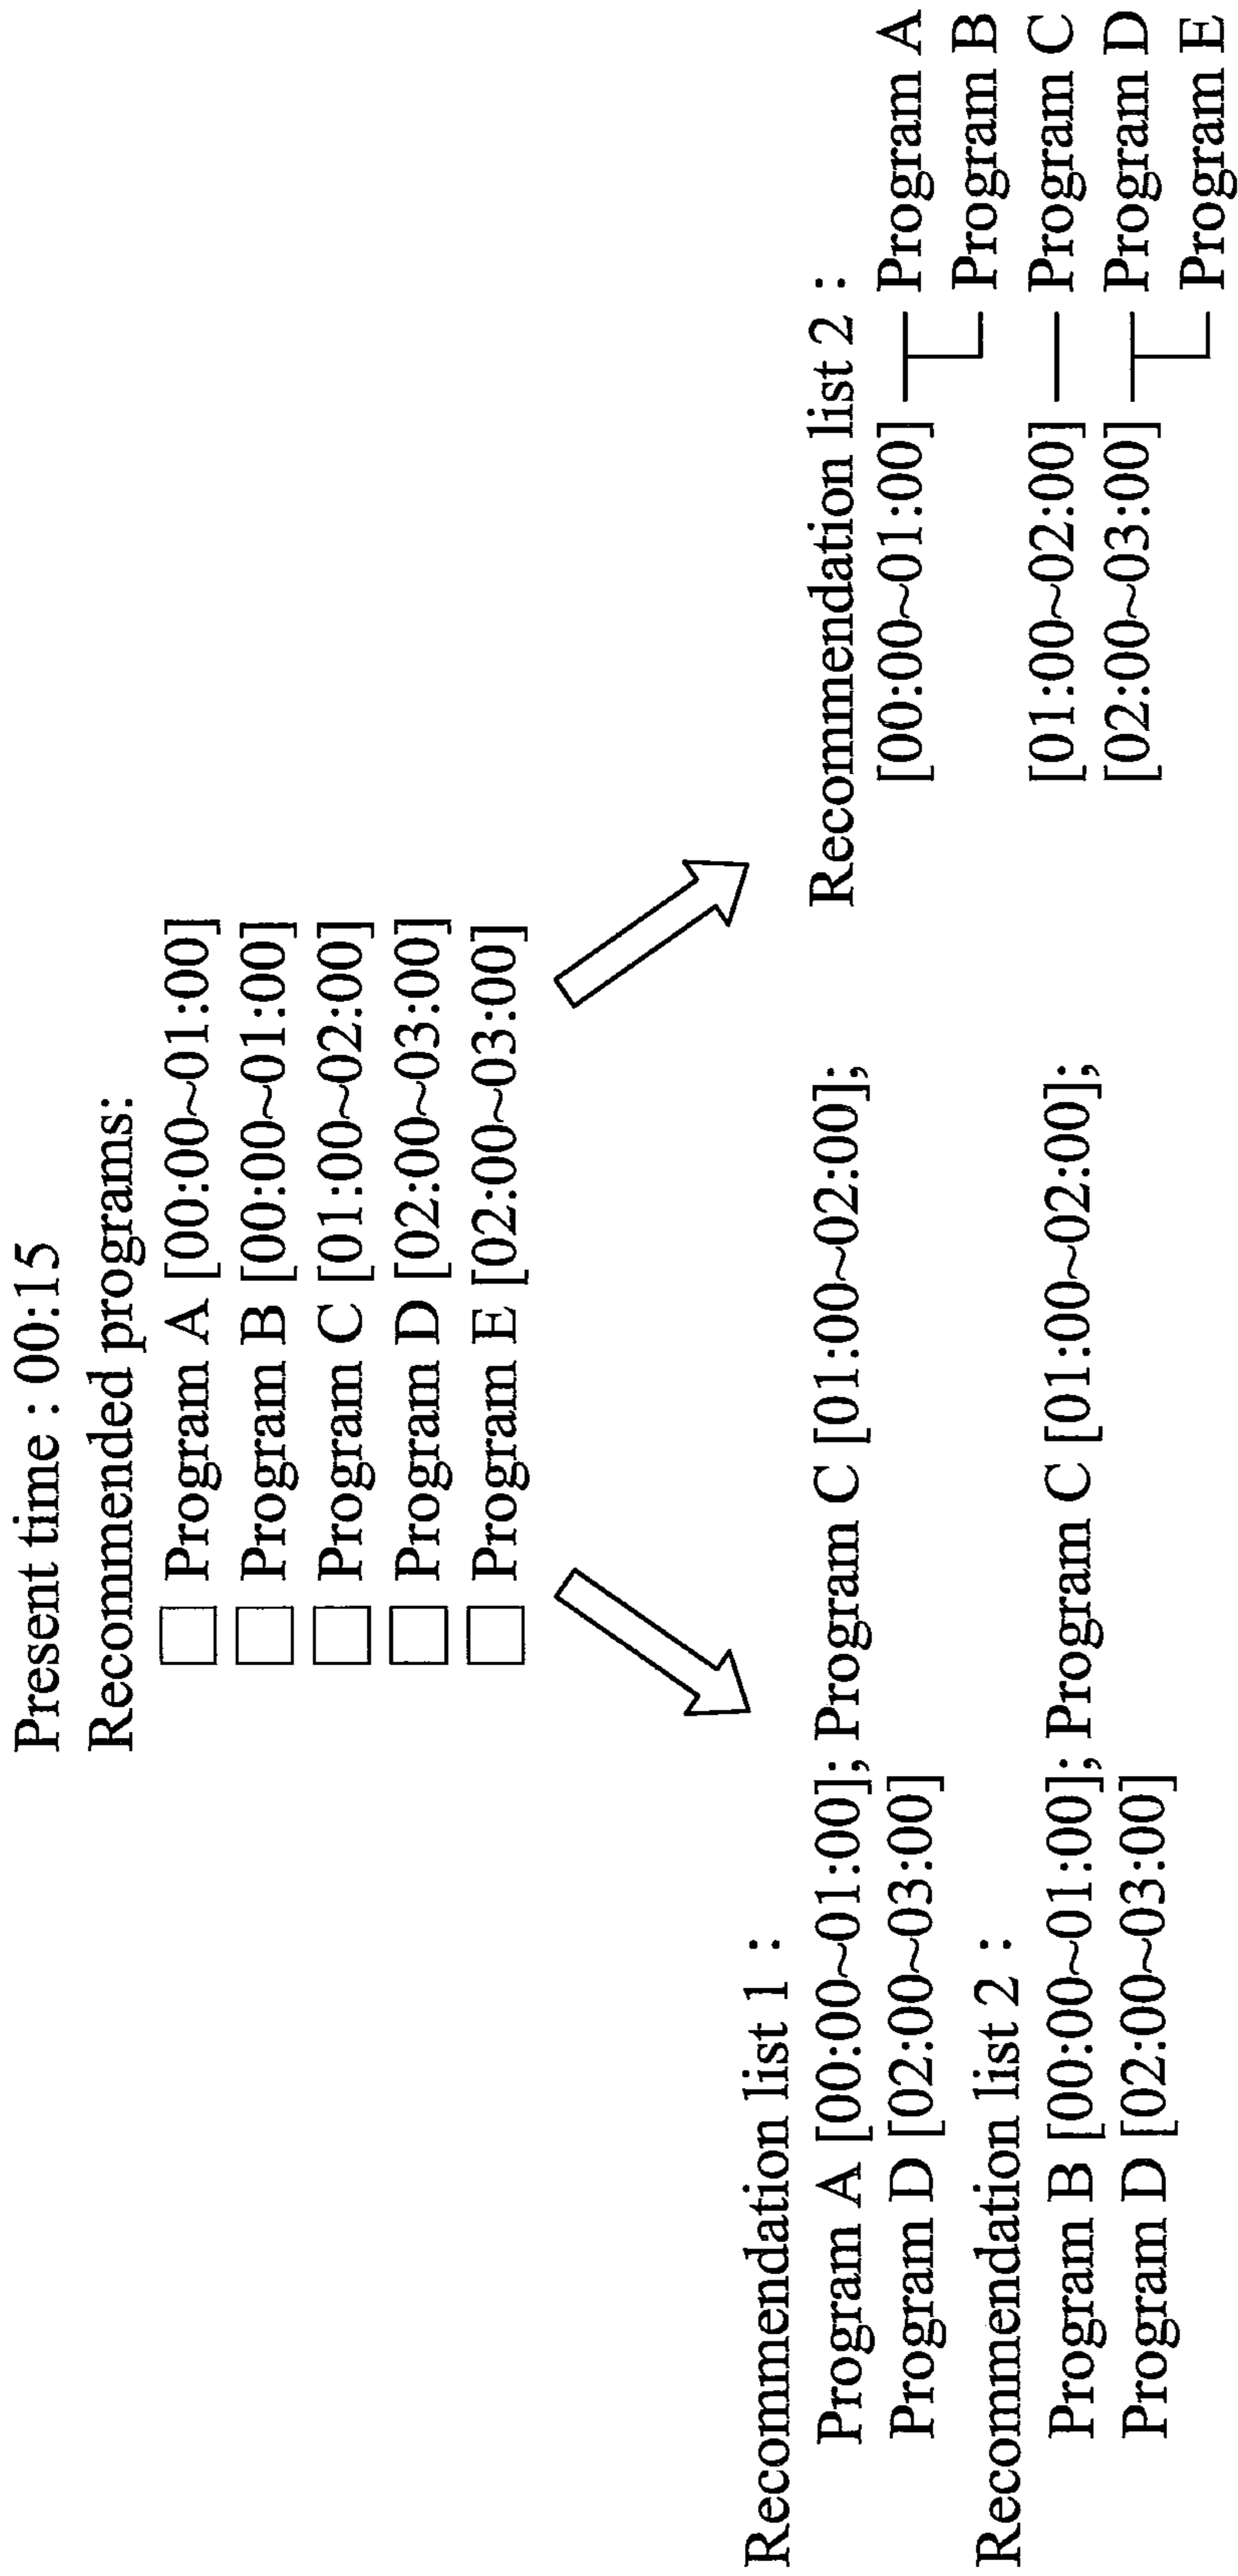 Present time : 00:15
Recommended programs:
Program A [00:00~01:00]
Program B [00:00~01:00]
Program C [01:00~02:00]
Program D [02:00~03:00]
Program E [02:00~03:00]
Recommendation list 1 :
Program A [00:00~01:00]; Program C [01:00~02:00];
Program D [02:00~03:00]
Recommendation list 2 :
Program B [00:00~01:00]; Program C [01:00~02:00];
Program D [02:00~03:00]
Recommendation list 2 :
[00:00~01:00] Program A
Program B
[01:00~02:00] Program C
[02:00~03:00] Program D
Program E